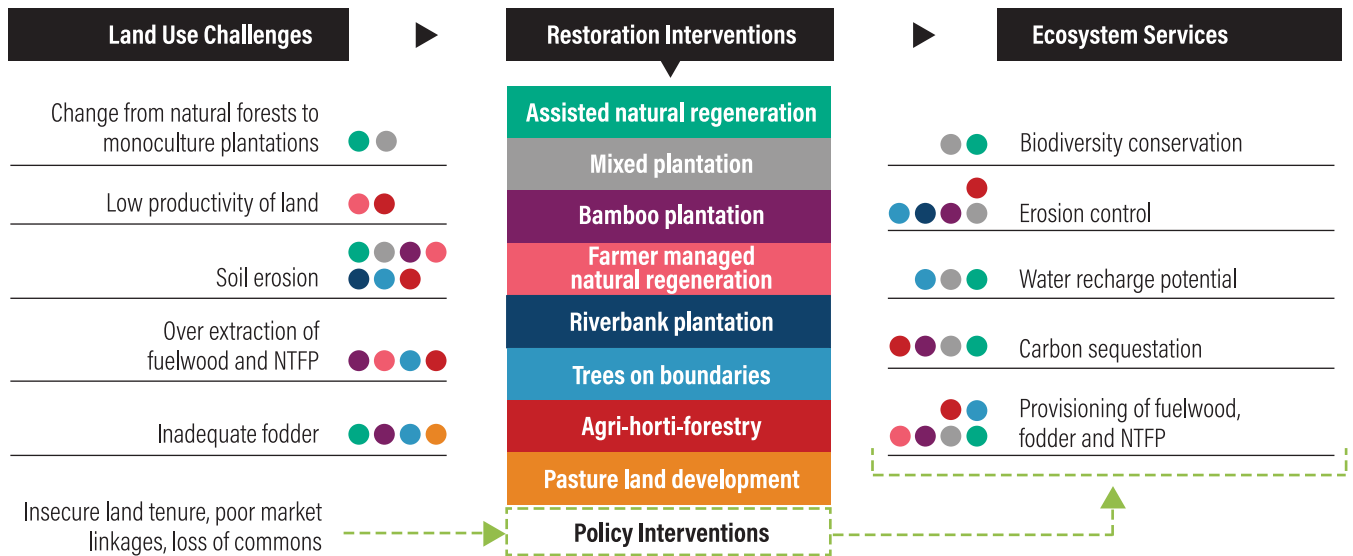 Land Use Challenges
Restoration Interventions
Ecosystem Services
Change from natural forests to
monoculture plantations
Low productivity of land
Soil erosion
Over extraction of
fuelwood and NTFP
Inadequate fodder
Insecure land tenure, poor market
linkages, loss of commons
Assisted natural regeneration
Mixed plantation
Bamboo plantation
Farmer managed
natural regeneration
Riverbank plantation
Trees on boundaries
Agri-horti-forestry
Pasture land development
Policy Interventions
Biodiversity conservation
Erosion control
Water recharge potential
Carbon sequestation
Provisioning of fuelwood,
fodder and NTFP